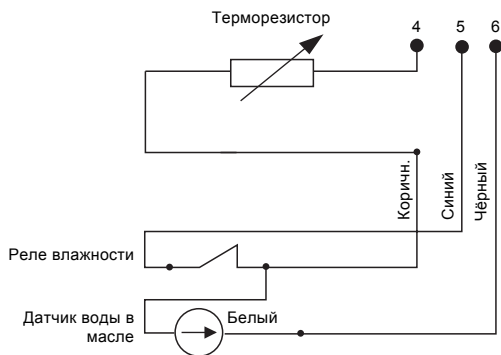 Терморезистор
4 5 6
Коричн.
Синий
Чёрный
Реле влажности
Датчик воды в
масле
Белый